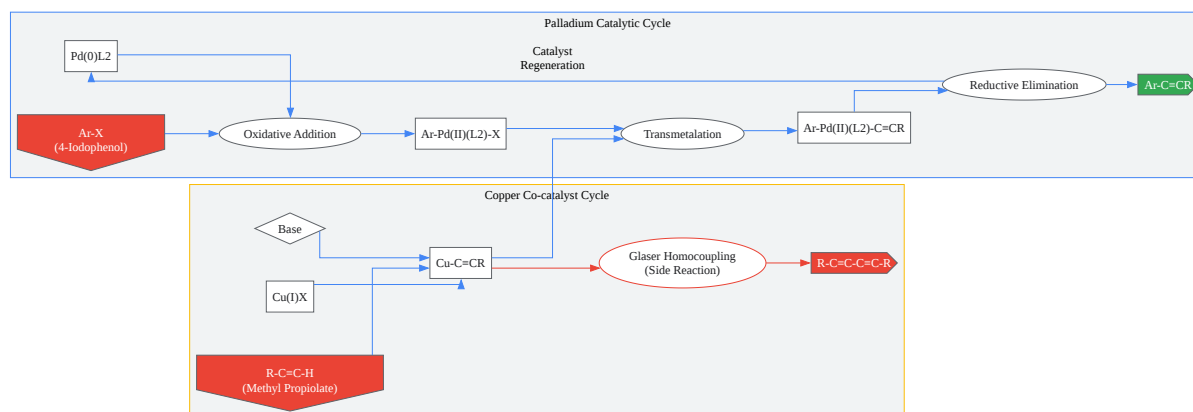 Palladium Catalytic Cycle
Pd(0)L2
Catalyst
Regeneration
Reductive Elimination
Ar-C=CR
Ar-X
(4-Iodophenol)
Oxidative Addition
Ar-Pd(II)(L2)-X
Transmetalation
Ar-Pd(II)(L2)-C=CR
Copper Co-catalyst Cycle
Base
Cu-C=CR
Glaser Homocoupling
(Side Reaction)
R-C=C-C=C-R
Cu(I)X
R-C=C-H
(Methyl Propiolate)